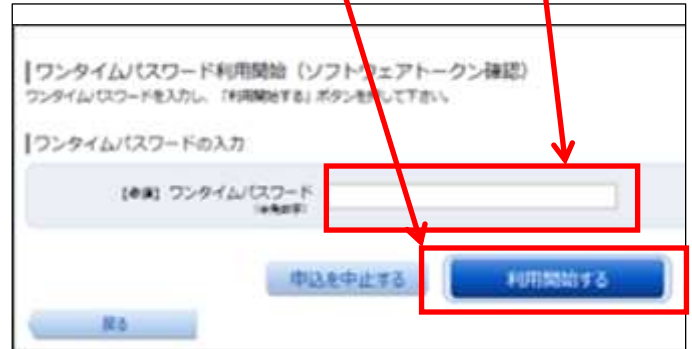 ワンタイムパスワード利用開始（ソフトウェアトークン確認）
ワンタイムパスワードを入力し、「利用開始する」ボタンを押して下さい。
ワンタイムパスワードの入力
【必須】ワンタイムパスワード
申込を中止する
利用開始する
戻る